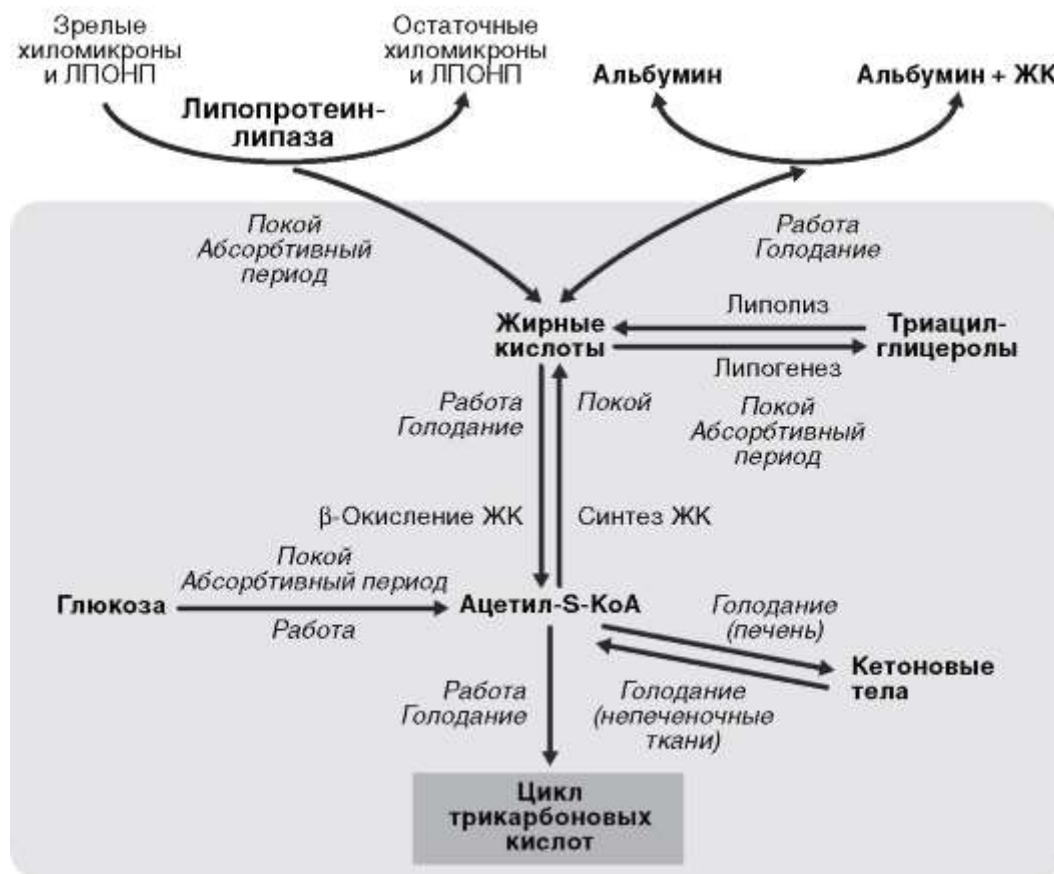 Зрелые
хиломикроны
и ЛПОНП
Остаточные
хиломикроны
и ЛПОНП
Альбумин
Альбумин + ЖК
Липопротеин-
липаза
Покой
Абсорбтивный
период
Работа
Голодание
Жирные
кислоты
Липолиз
Триацил-
глицеролы
Липогенез
Работа
Голодание
Покой
Покой
Абсорбтивный
период
β-Окисление ЖК
Синтез ЖК
Покой
Абсорбтивный период
Глюкоза
Работа
Ацетил-S-КоА
Голодание
(печень)
Кетоновые
тела
Работа
Голодание
Голодание
(непеченочные
ткани)
Цикл
трикарбоновых
кислот